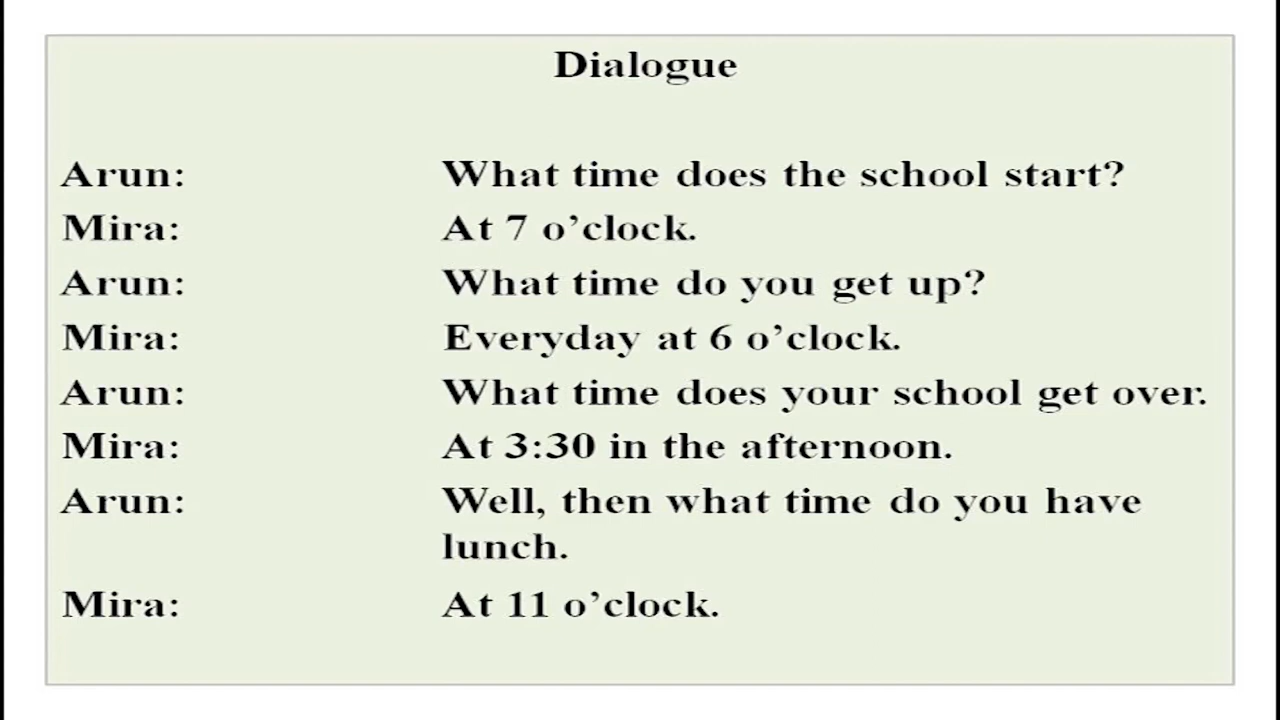 Dialogue
Arun: What time does the school start?
Mira: At 7 o’clock.
Arun: What time do you get up?
Mira: Everyday at 6 o’clock.
Arun: What time does your school get over.
Mira: At 3:30 in the afternoon.
Arun: Well, then what time do you have
lunch.
Mira: At 11 o’clock.